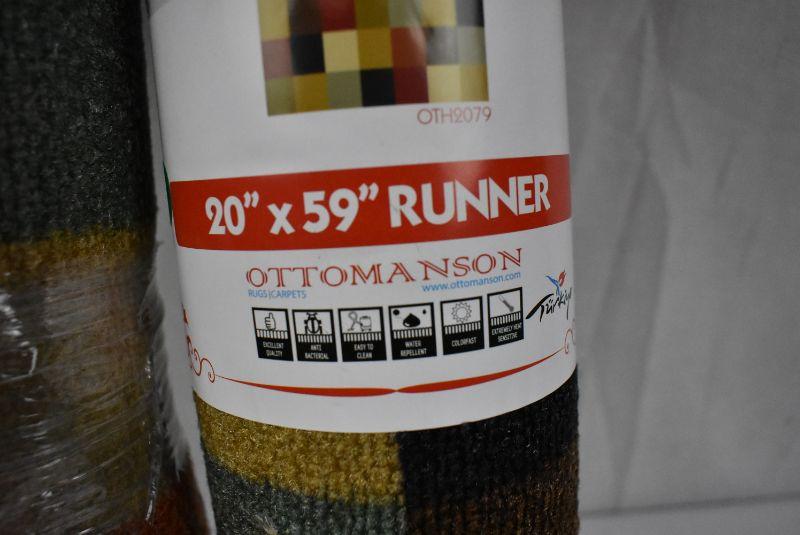 OTH2079
20" x 59" RUNNER
OTTOMANSON
RUGS|CARPETS
www.ottomanson.com
EXCELLENT QUALITY
ANTI BACTERIAL
EASY TO CLEAN
WATER REPELLENT
COLORFAST
EXTREMELY HEAT SENSITIVE
Türkiye